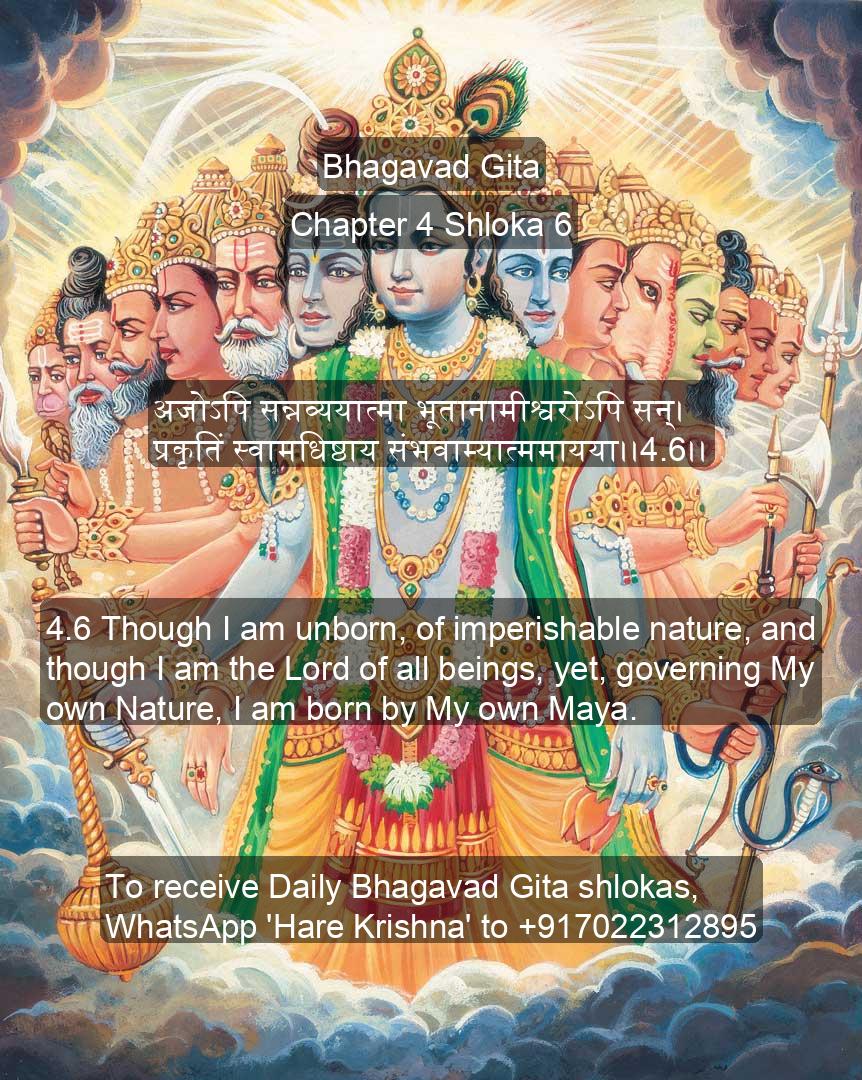 Bhagavad Gita
Chapter 4 Shloka 6
अजोऽपि सन्नव्ययात्मा भूतानामीश्वरोऽपि सन्।
प्रकृतिं स्वामधिष्ठाय संभवाम्यात्ममायया।।4.6।।
4.6 Though I am unborn, of imperishable nature, and
though I am the Lord of all beings, yet, governing My
own Nature, I am born by My own Maya.
To receive Daily Bhagavad Gita shlokas,
WhatsApp 'Hare Krishna' to +917022312895